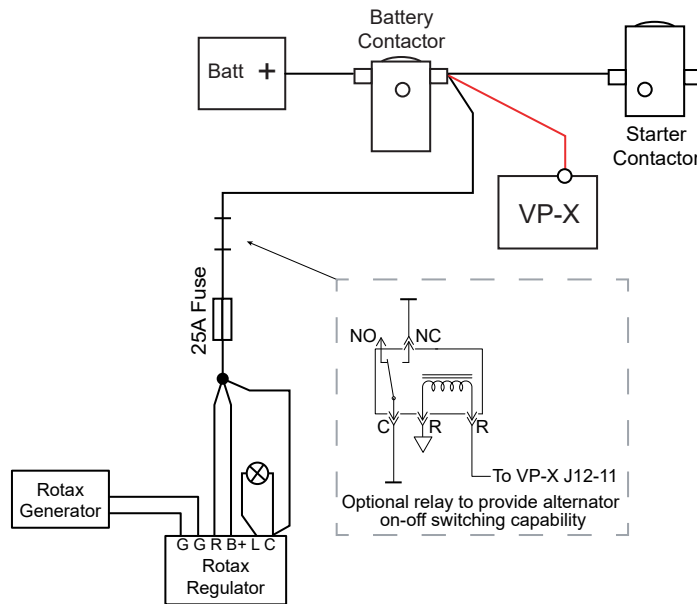 Battery
Contactor
Batt +
Starter
Contactor
VP-X
25A Fuse
NO
NC
C
R
R
To VP-X J12-11
Optional relay to provide alternator
on-off switching capability
Rotax
Generator
G G R B+ L C
Rotax
Regulator